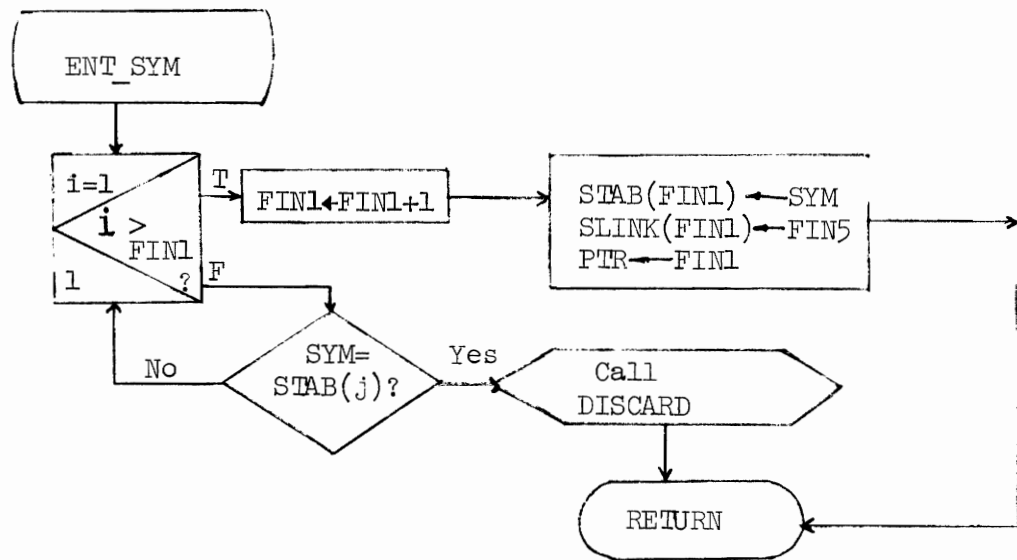 ENT_SYM
i=1
i >
FIN1
1
?
T
F
FIN1←FIN1+1
STAB(FIN1)←SYM
SLINK(FIN1)←FIN5
PTR←FIN1
SYM=
STAB(j)?
No
Yes
Call
DISCARD
RETURN